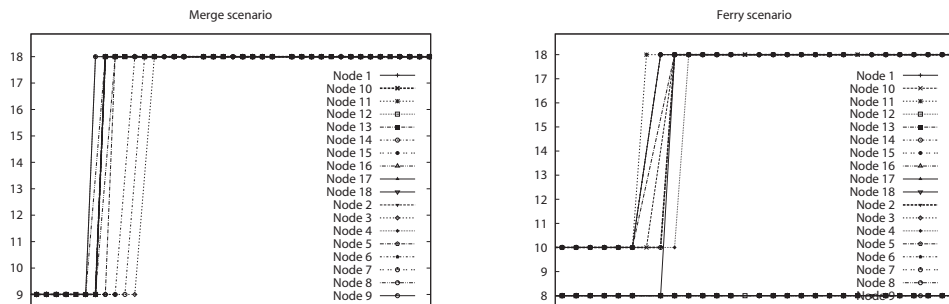 Merge scenario
18
17
16
15
14
13
12
11
10
9
Node 1
Node 10
Node 11
Node 12
Node 13
Node 14
Node 15
Node 16
Node 17
Node 18
Node 2
Node 3
Node 4
Node 5
Node 6
Node 7
Node 8
Node 9
Ferry scenario
18
17
16
15
14
13
12
11
10
9
8
Node 1
Node 10
Node 11
Node 12
Node 13
Node 14
Node 15
Node 16
Node 17
Node 18
Node 2
Node 3
Node 4
Node 5
Node 6
Node 7
Node 8
Node 9